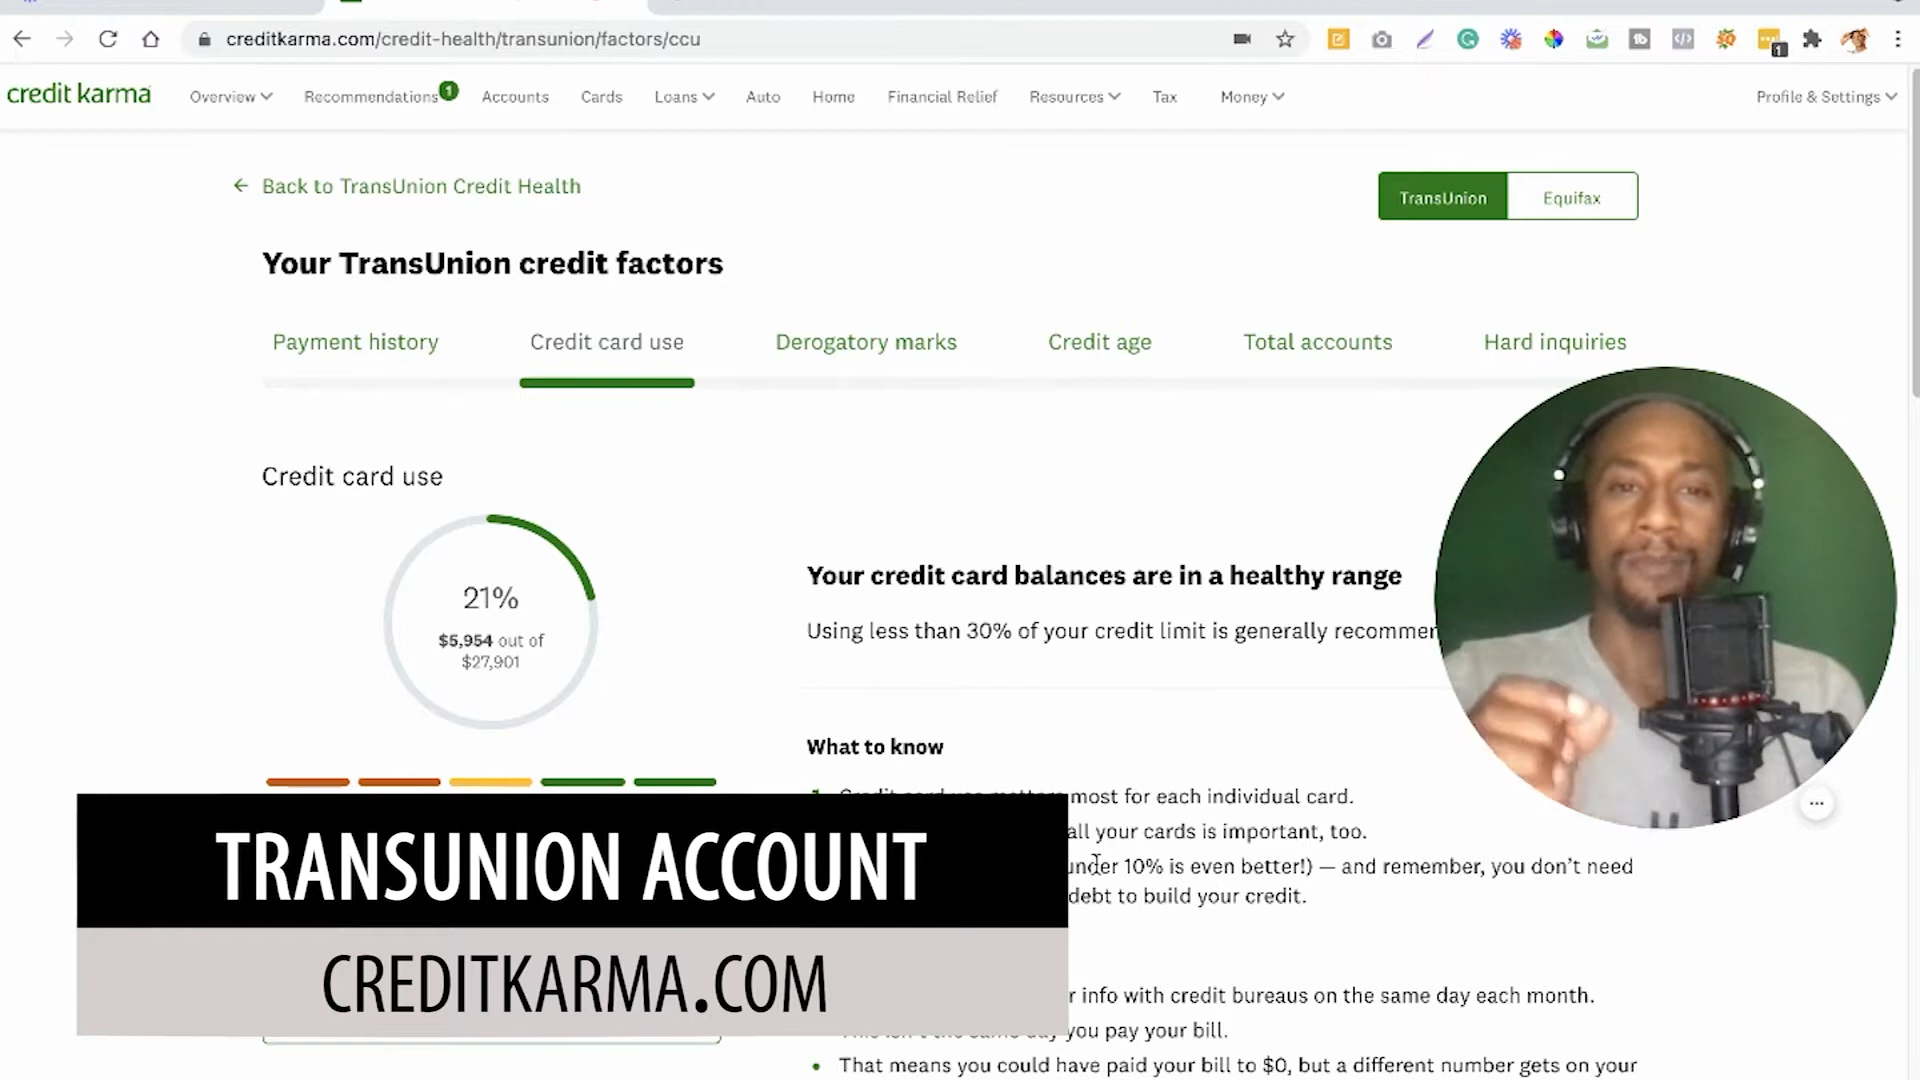 creditkarma.com/credit-health/transunion/factors/ccu
1
credit karma
Overview
Recommendations 1
Accounts
Cards
Loans
Auto
Home
Financial Relief
Resources
Tax
Money
Profile & Settings
Back to TransUnion Credit Health
TransUnion
Equifax
Your TransUnion credit factors
Payment history
Credit card use
Derogatory marks
Credit age
Total accounts
Hard inquiries
Credit card use
21%
$5,954 out of
$27,901
Your credit card balances are in a healthy range
Using less than 30% of your credit limit is generally
What to know
most for each individual card.
all your cards is important, too.
under 10% is even better!) — and remember, you don't need
debt to build your credit.
info with credit bureaus on the same day each month.
you pay your bill.
That means you could have paid your bill to $0, but a different number gets on your
TRANSUNION ACCOUNT
CREDITKARMA.COM